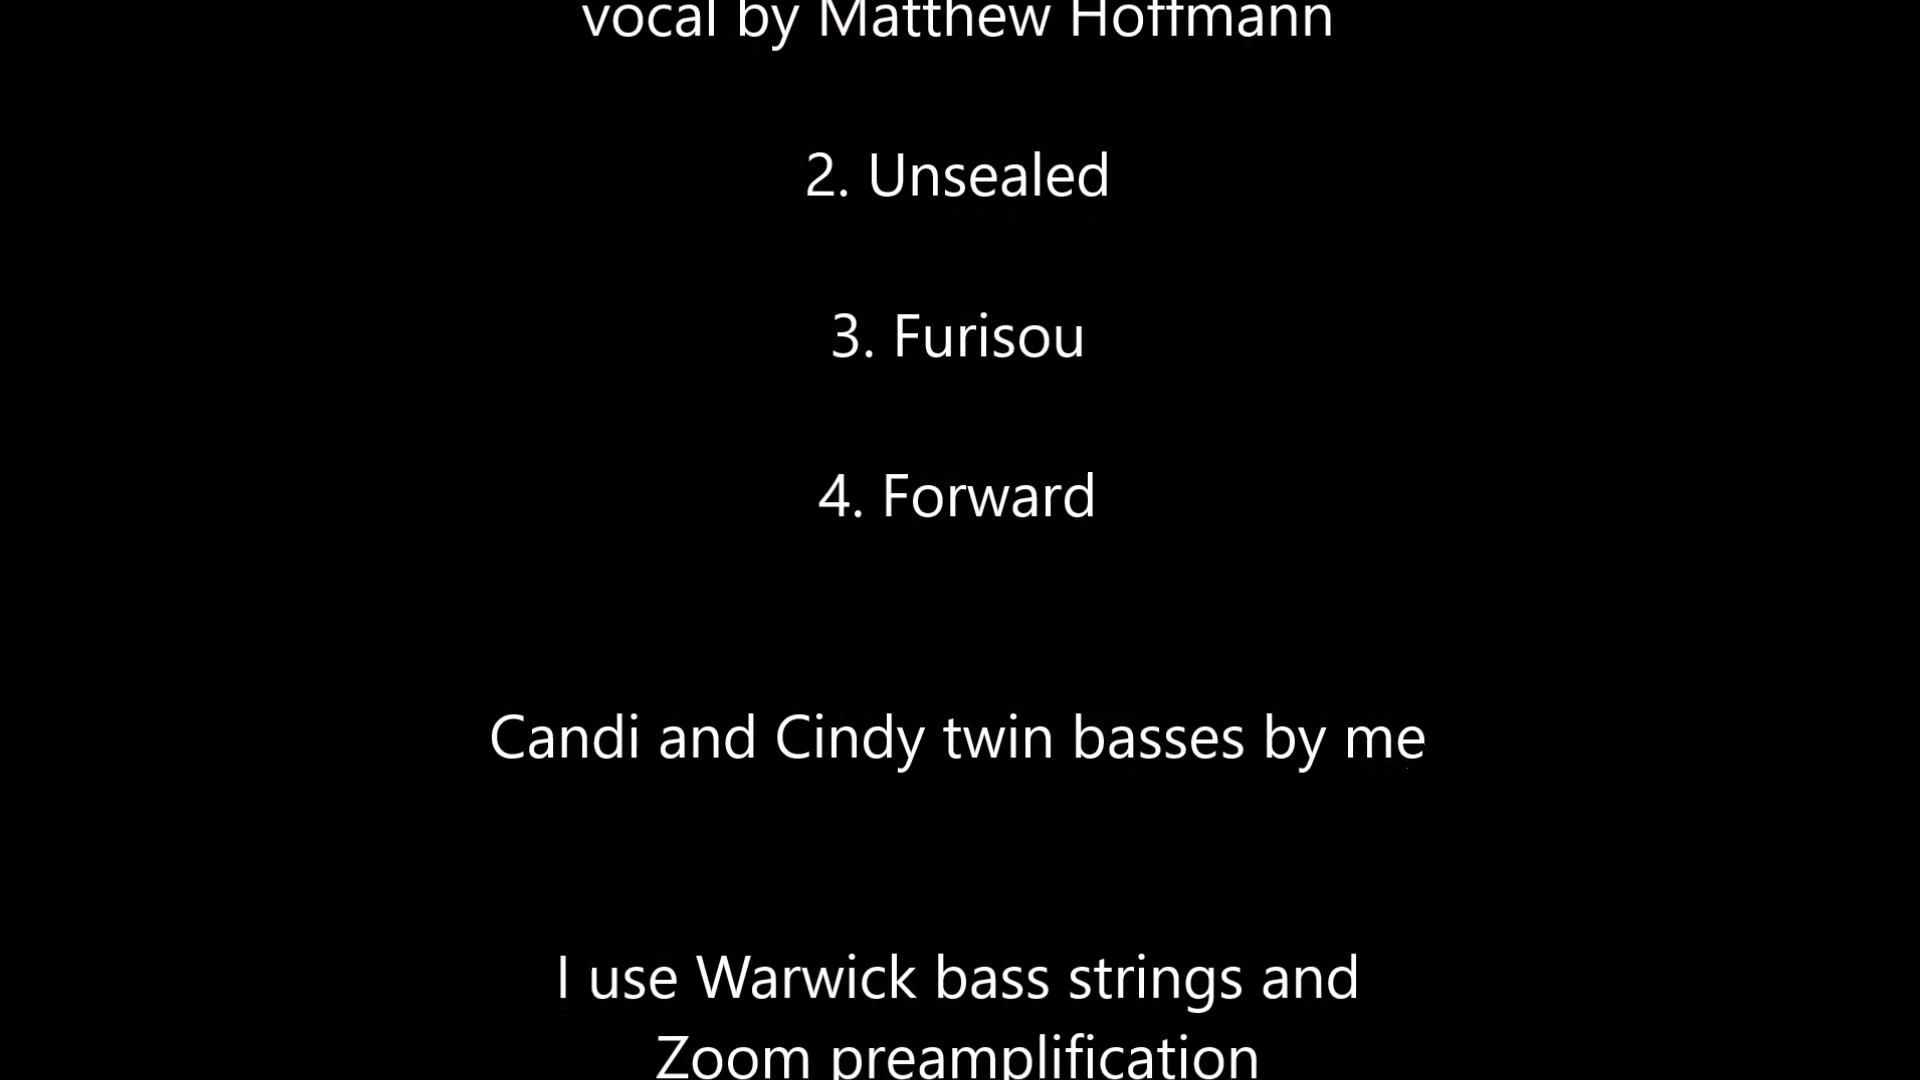 vocal by Matthew Hoffmann
2. Unsealed
3. Furisou
4. Forward
Candi and Cindy twin basses by me
I use Warwick bass strings and
Zoom preamplification